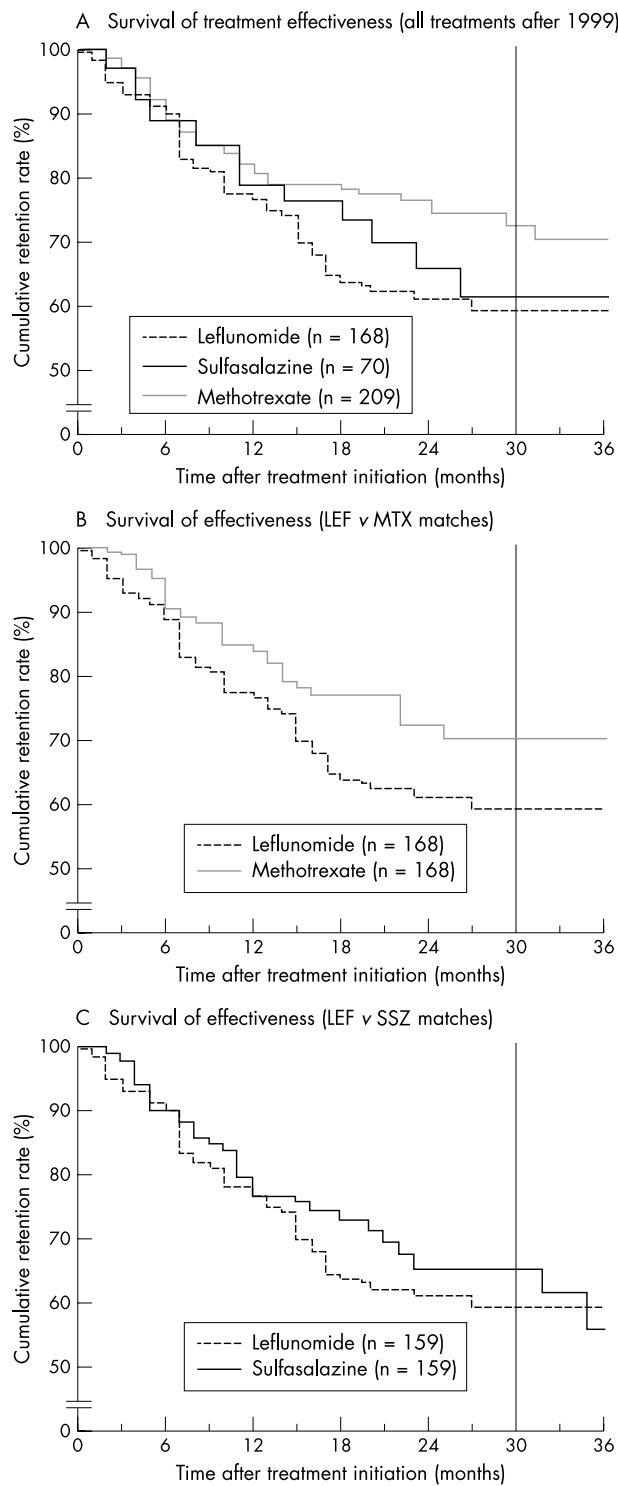 A Survival of treatment effectiveness (all treatments after 1999)
100
90
80
70
60
50
0
Cumulative retention rate (%)
Leflunomide (n = 168)
Sulfasalazine (n = 70)
Methotrexate (n = 209)
0 6 12 18 24 30 36
Time after treatment initiation (months)
B Survival of effectiveness (LEF v MTX matches)
100
90
80
70
60
50
0
Cumulative retention rate (%)
Leflunomide (n = 168)
Methotrexate (n = 168)
0 6 12 18 24 30 36
Time after treatment initiation (months)
C Survival of effectiveness (LEF v SSZ matches)
100
90
80
70
60
50
0
Cumulative retention rate (%)
Leflunomide (n = 159)
Sulfasalazine (n = 159)
0 6 12 18 24 30 36
Time after treatment initiation (months)